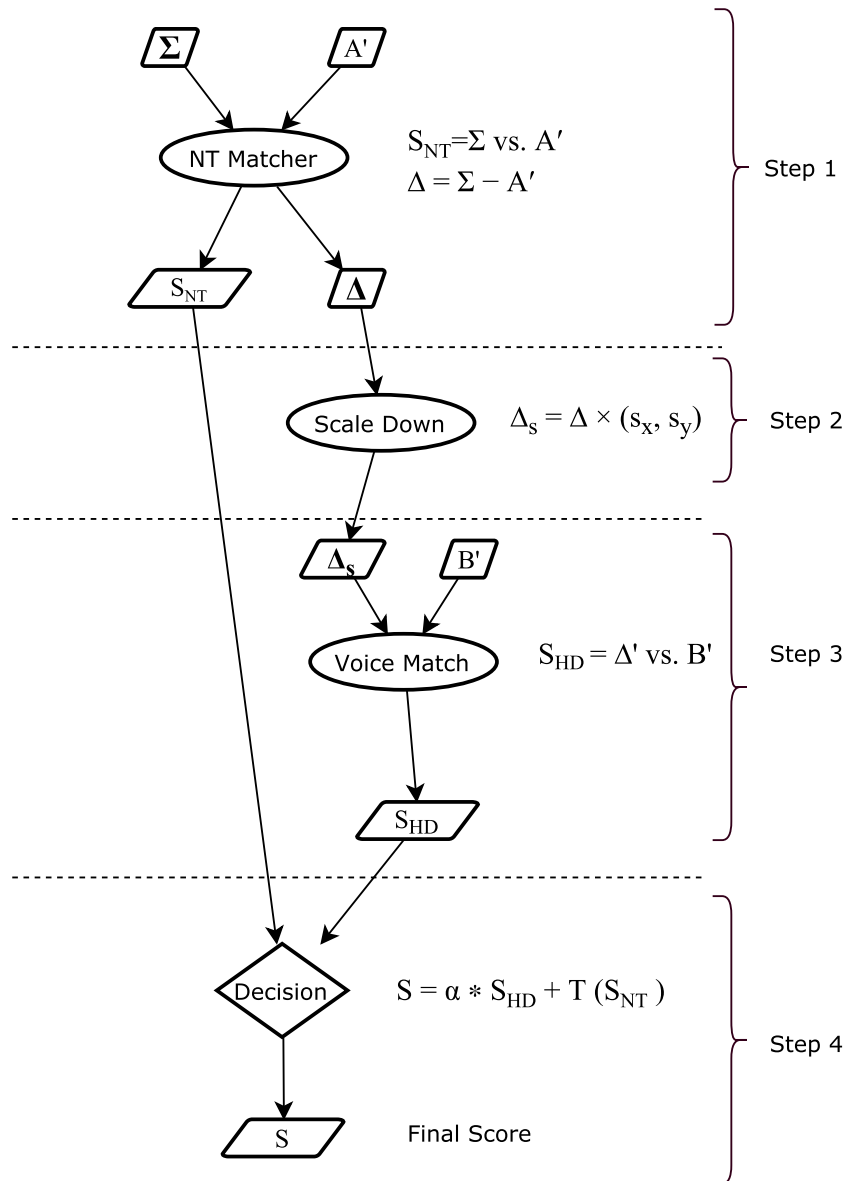 Σ
A'
NT Matcher
S_NT=Σ vs. A′
Δ = Σ − A′
Step 1
S_NT
Δ
Scale Down
Δ_s = Δ × (s_x, s_y)
Step 2
Δ_s
B'
Voice Match
S_HD = Δ' vs. B'
Step 3
S_HD
Decision
S = α * S_HD + T (S_NT )
Step 4
S
Final Score